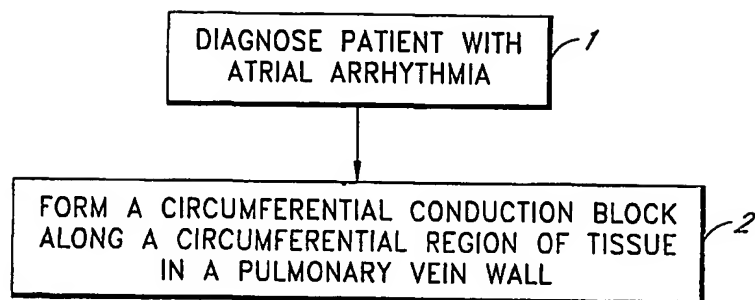 DIAGNOSE PATIENT WITH
ATRIAL ARRHYTHMIA
1
FORM A CIRCUMFERENTIAL CONDUCTION BLOCK
ALONG A CIRCUMFERENTIAL REGION OF TISSUE
IN A PULMONARY VEIN WALL
2